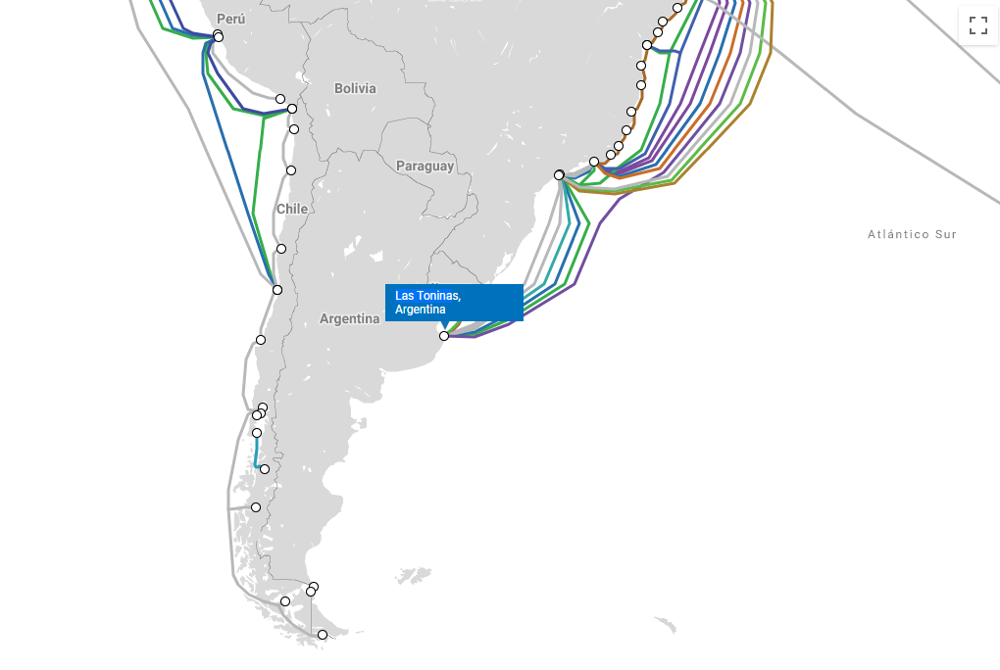 Perú
Bolivia
Paraguay
Chile
Atlántico Sur
Las Toninas,
Argentina
Argentina